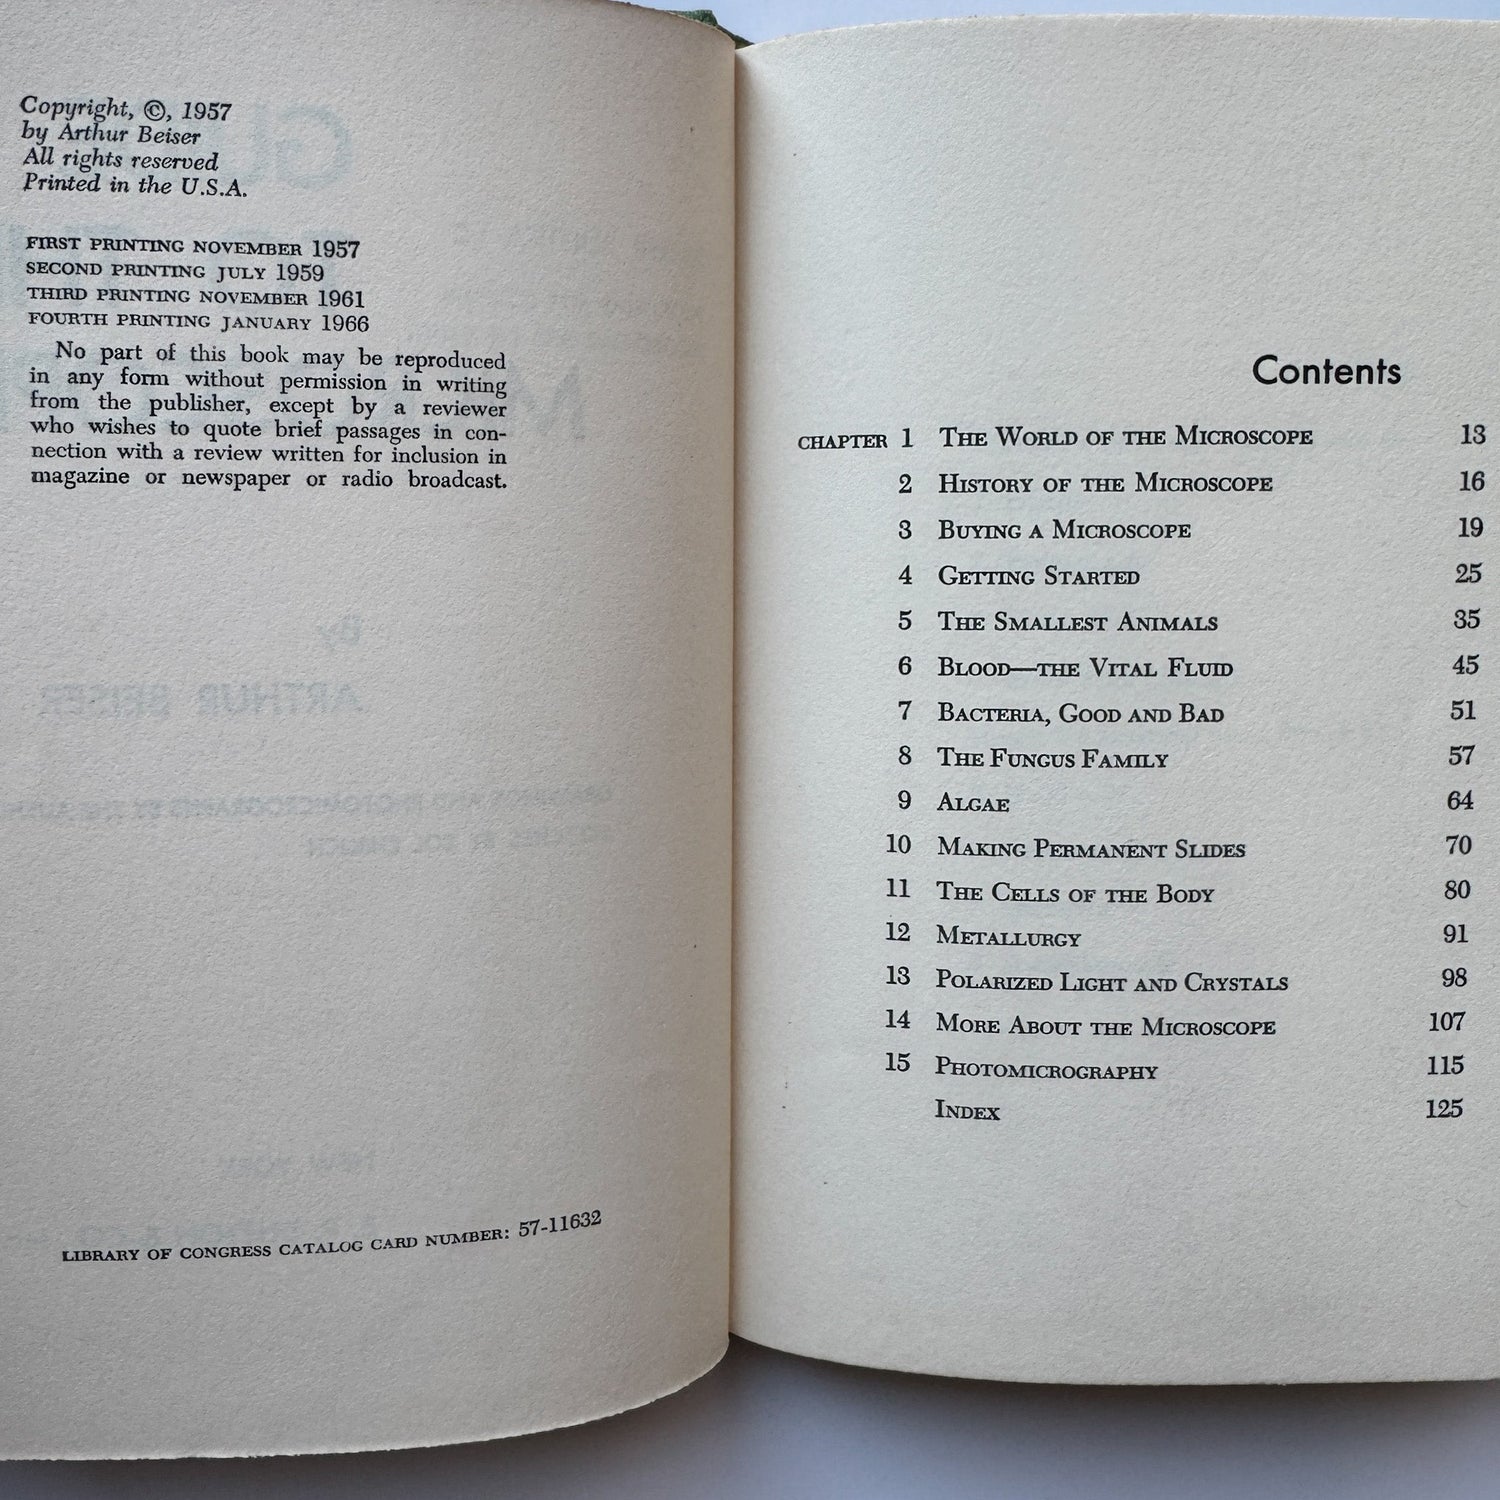 Copyright, ©, 1957
by Arthur Beiser
All rights reserved
Printed in the U.S.A.
FIRST PRINTING NOVEMBER 1957
SECOND PRINTING JULY 1959
THIRD PRINTING NOVEMBER 1961
FOURTH PRINTING JANUARY 1966
No part of this book may be reproduced
in any form without permission in writing
from the publisher, except by a reviewer
who wishes to quote brief passages in con-
nection with a review written for inclusion in
magazine or newspaper or radio broadcast.
LIBRARY OF CONGRESS CATALOG CARD NUMBER: 57-11632
Contents
CHAPTER 1 THE WORLD OF THE MICROSCOPE 13
2 HISTORY OF THE MICROSCOPE 16
3 BUYING A MICROSCOPE 19
4 GETTING STARTED 25
5 THE SMALLEST ANIMALS 35
6 BLOOD—THE VITAL FLUID 45
7 BACTERIA, GOOD AND BAD 51
8 THE FUNGUS FAMILY 57
9 ALGAE 64
10 MAKING PERMANENT SLIDES 70
11 THE CELLS OF THE BODY 80
12 METALLURGY 91
13 POLARIZED LIGHT AND CRYSTALS 98
14 MORE ABOUT THE MICROSCOPE 107
15 PHOTOMICROGRAPHY 115
INDEX 125